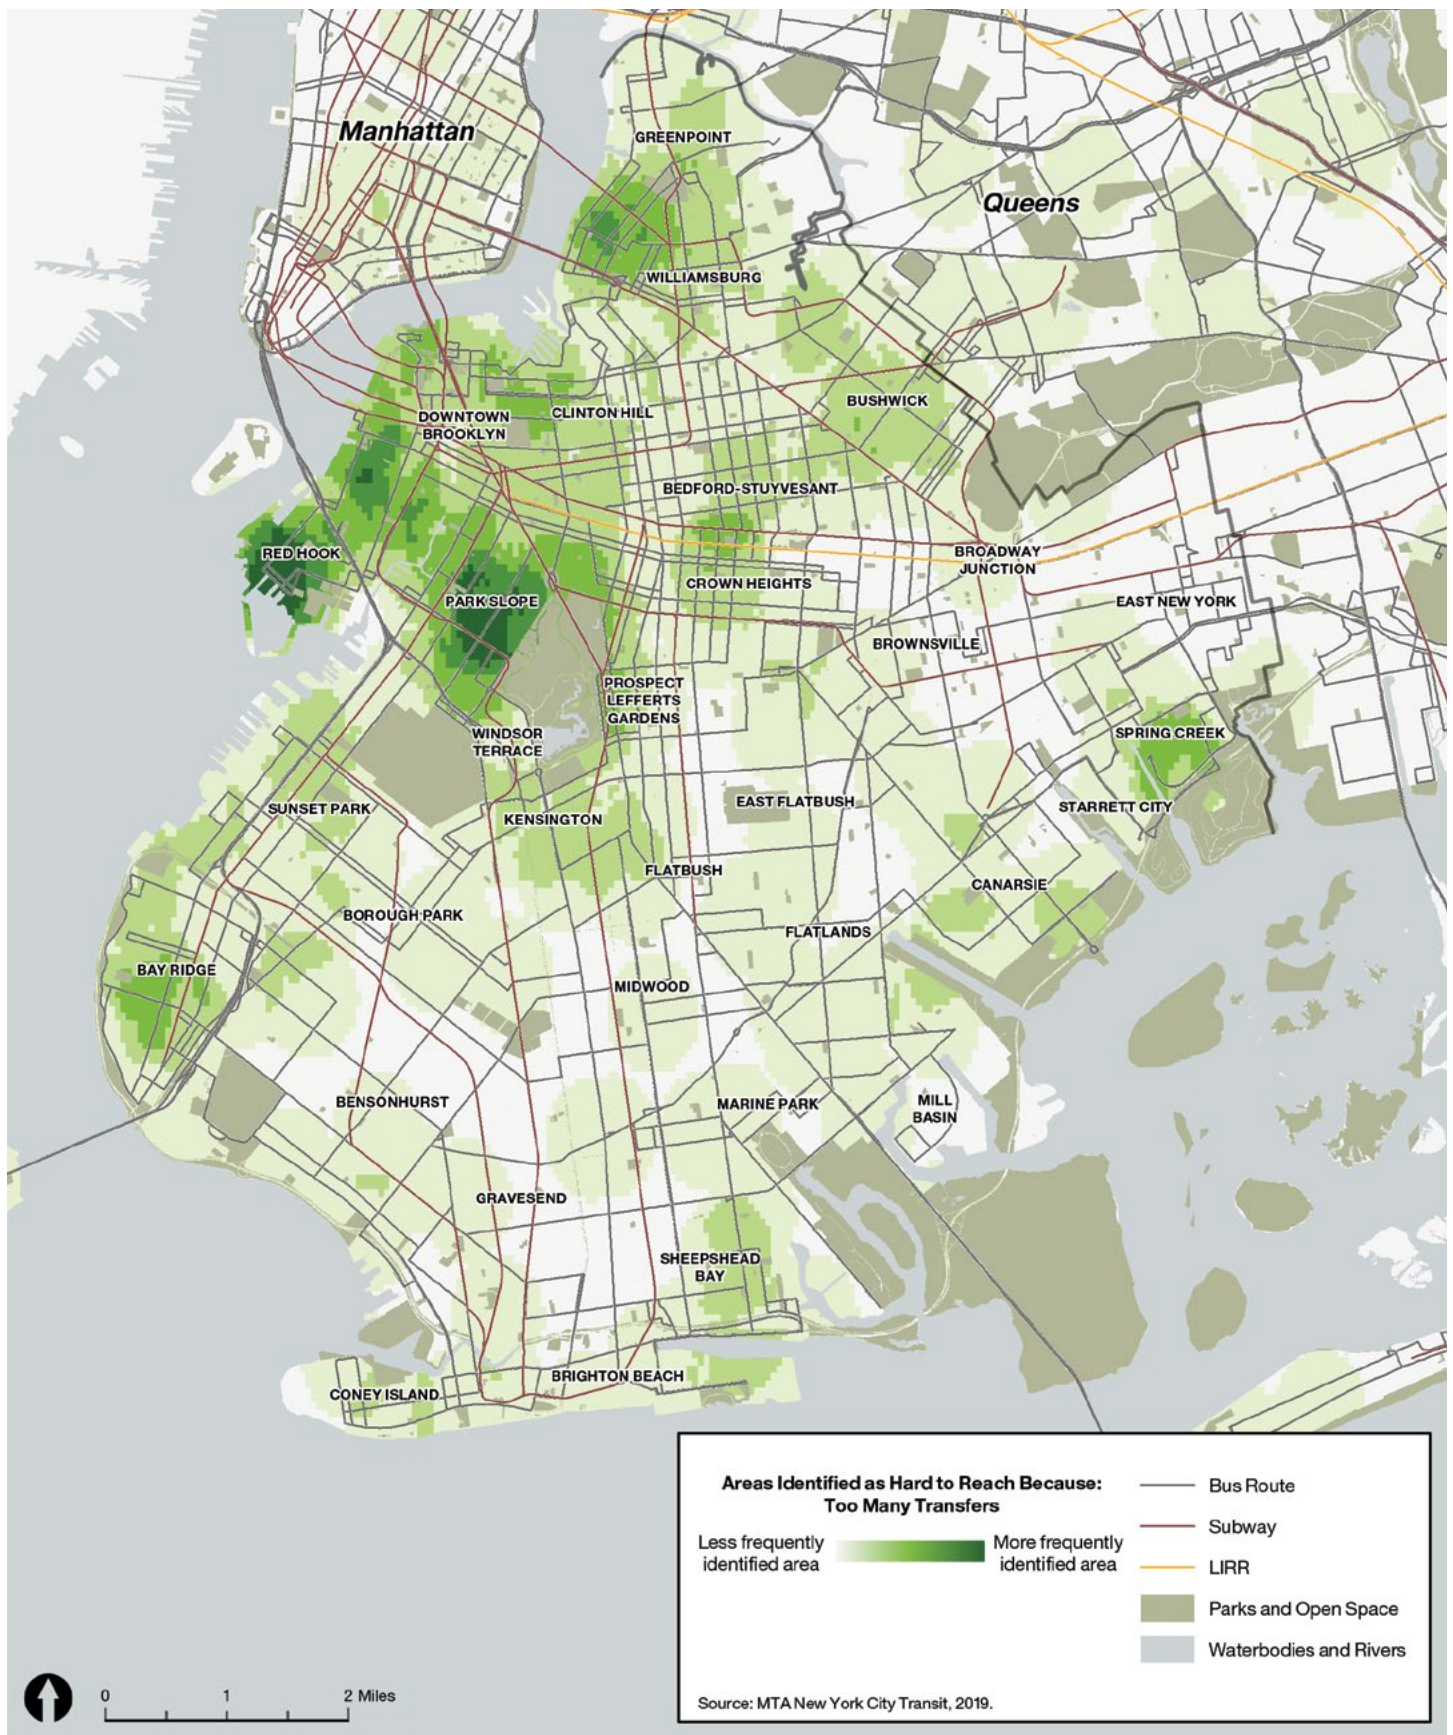 Manhattan
GREENPOINT
Queens
WILLIAMSBURG
DOWNTOWN
BROOKLYN
CLINTON HILL
BUSHWICK
BEDFORD-STUYVESANT
RED HOOK
BROADWAY
JUNCTION
CROWN HEIGHTS
PARK SLOPE
EAST NEW YORK
BROWNSVILLE
PROSPECT
LEFFERTS
GARDENS
WINDSOR
TERRACE
SPRING CREEK
SUNSET PARK
EAST FLATBUSH
STARRETT CITY
KENSINGTON
FLATBUSH
CANARSIE
BOROUGH PARK
FLATLANDS
BAY RIDGE
MIDWOOD
BENSONHURST
MARINE PARK
MILL
BASIN
GRAVESEND
SHEEPSHEAD
BAY
BRIGHTON BEACH
CONEY ISLAND
Areas Identified as Hard to Reach Because:
Too Many Transfers
Less frequently
identified area
More frequently
identified area
Bus Route
Subway
LIRR
Parks and Open Space
Waterbodies and Rivers
Source: MTA New York City Transit, 2019.
0 1 2 Miles